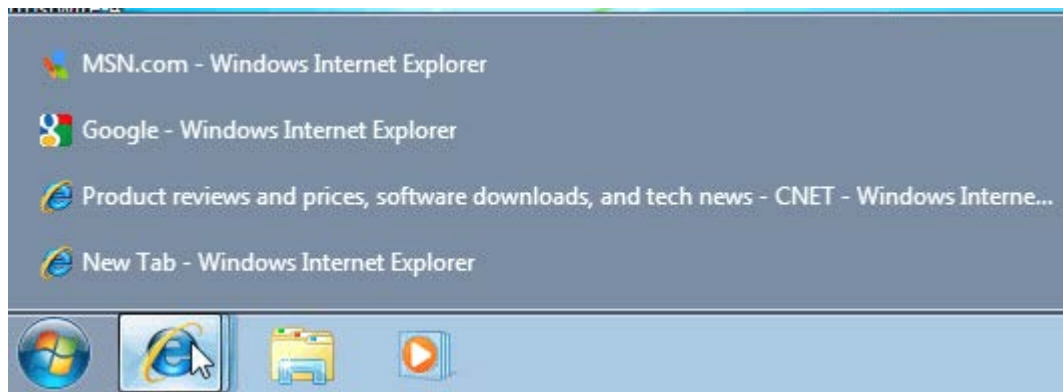 MSN.com - Windows Internet Explorer
Google - Windows Internet Explorer
Product reviews and prices, software downloads, and tech news - CNET - Windows Interne...
New Tab - Windows Internet Explorer